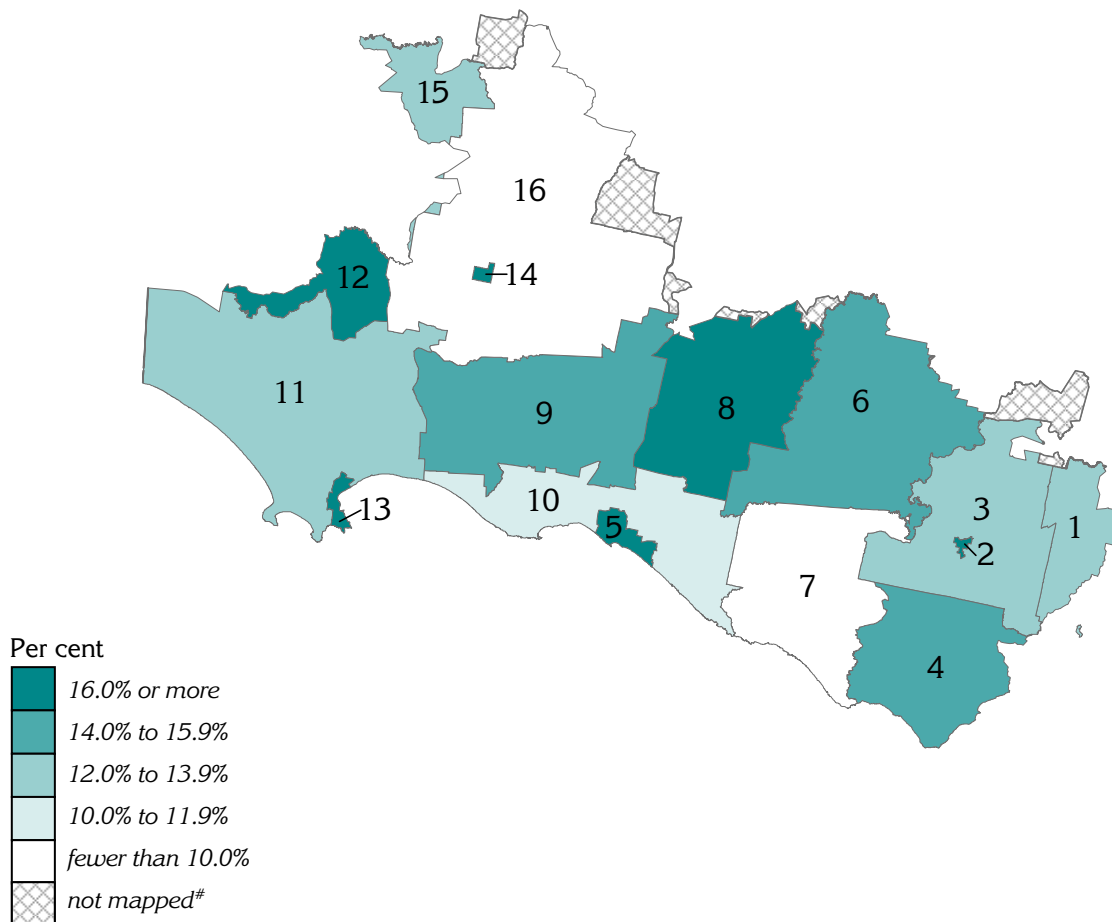 15
16
12
14
11
9
8
6
10
13
5
3
1
2
7
4
Per cent
16.0% or more
14.0% to 15.9%
12.0% to 13.9%
10.0% to 11.9%
fewer than 10.0%
not mapped#